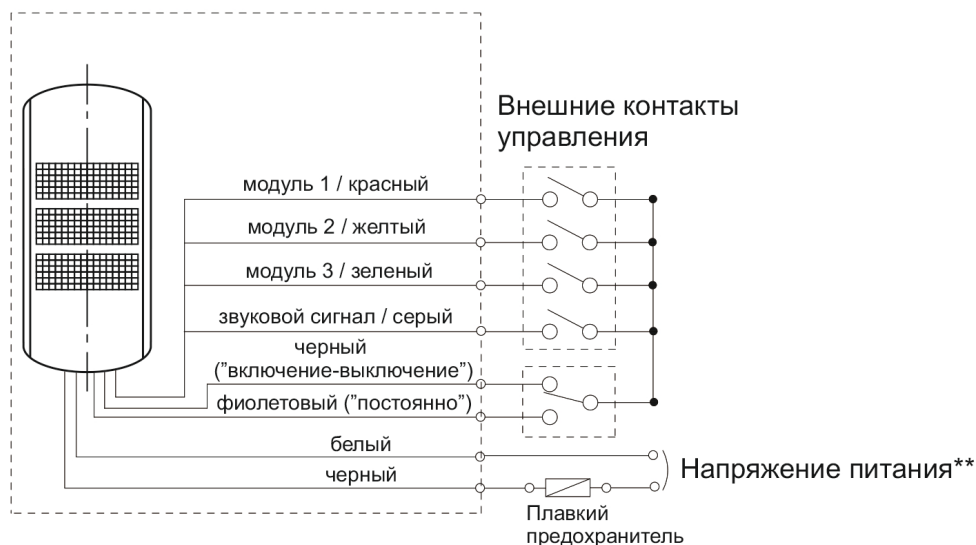 Внешние контакты
управления
модуль 1 / красный
модуль 2 / желтый
модуль 3 / зеленый
звуковой сигнал / серый
черный
(”включение-выключение”)
фиолетовый (”постоянно”)
белый
черный
Напряжение питания**
Плавкий
предохранитель